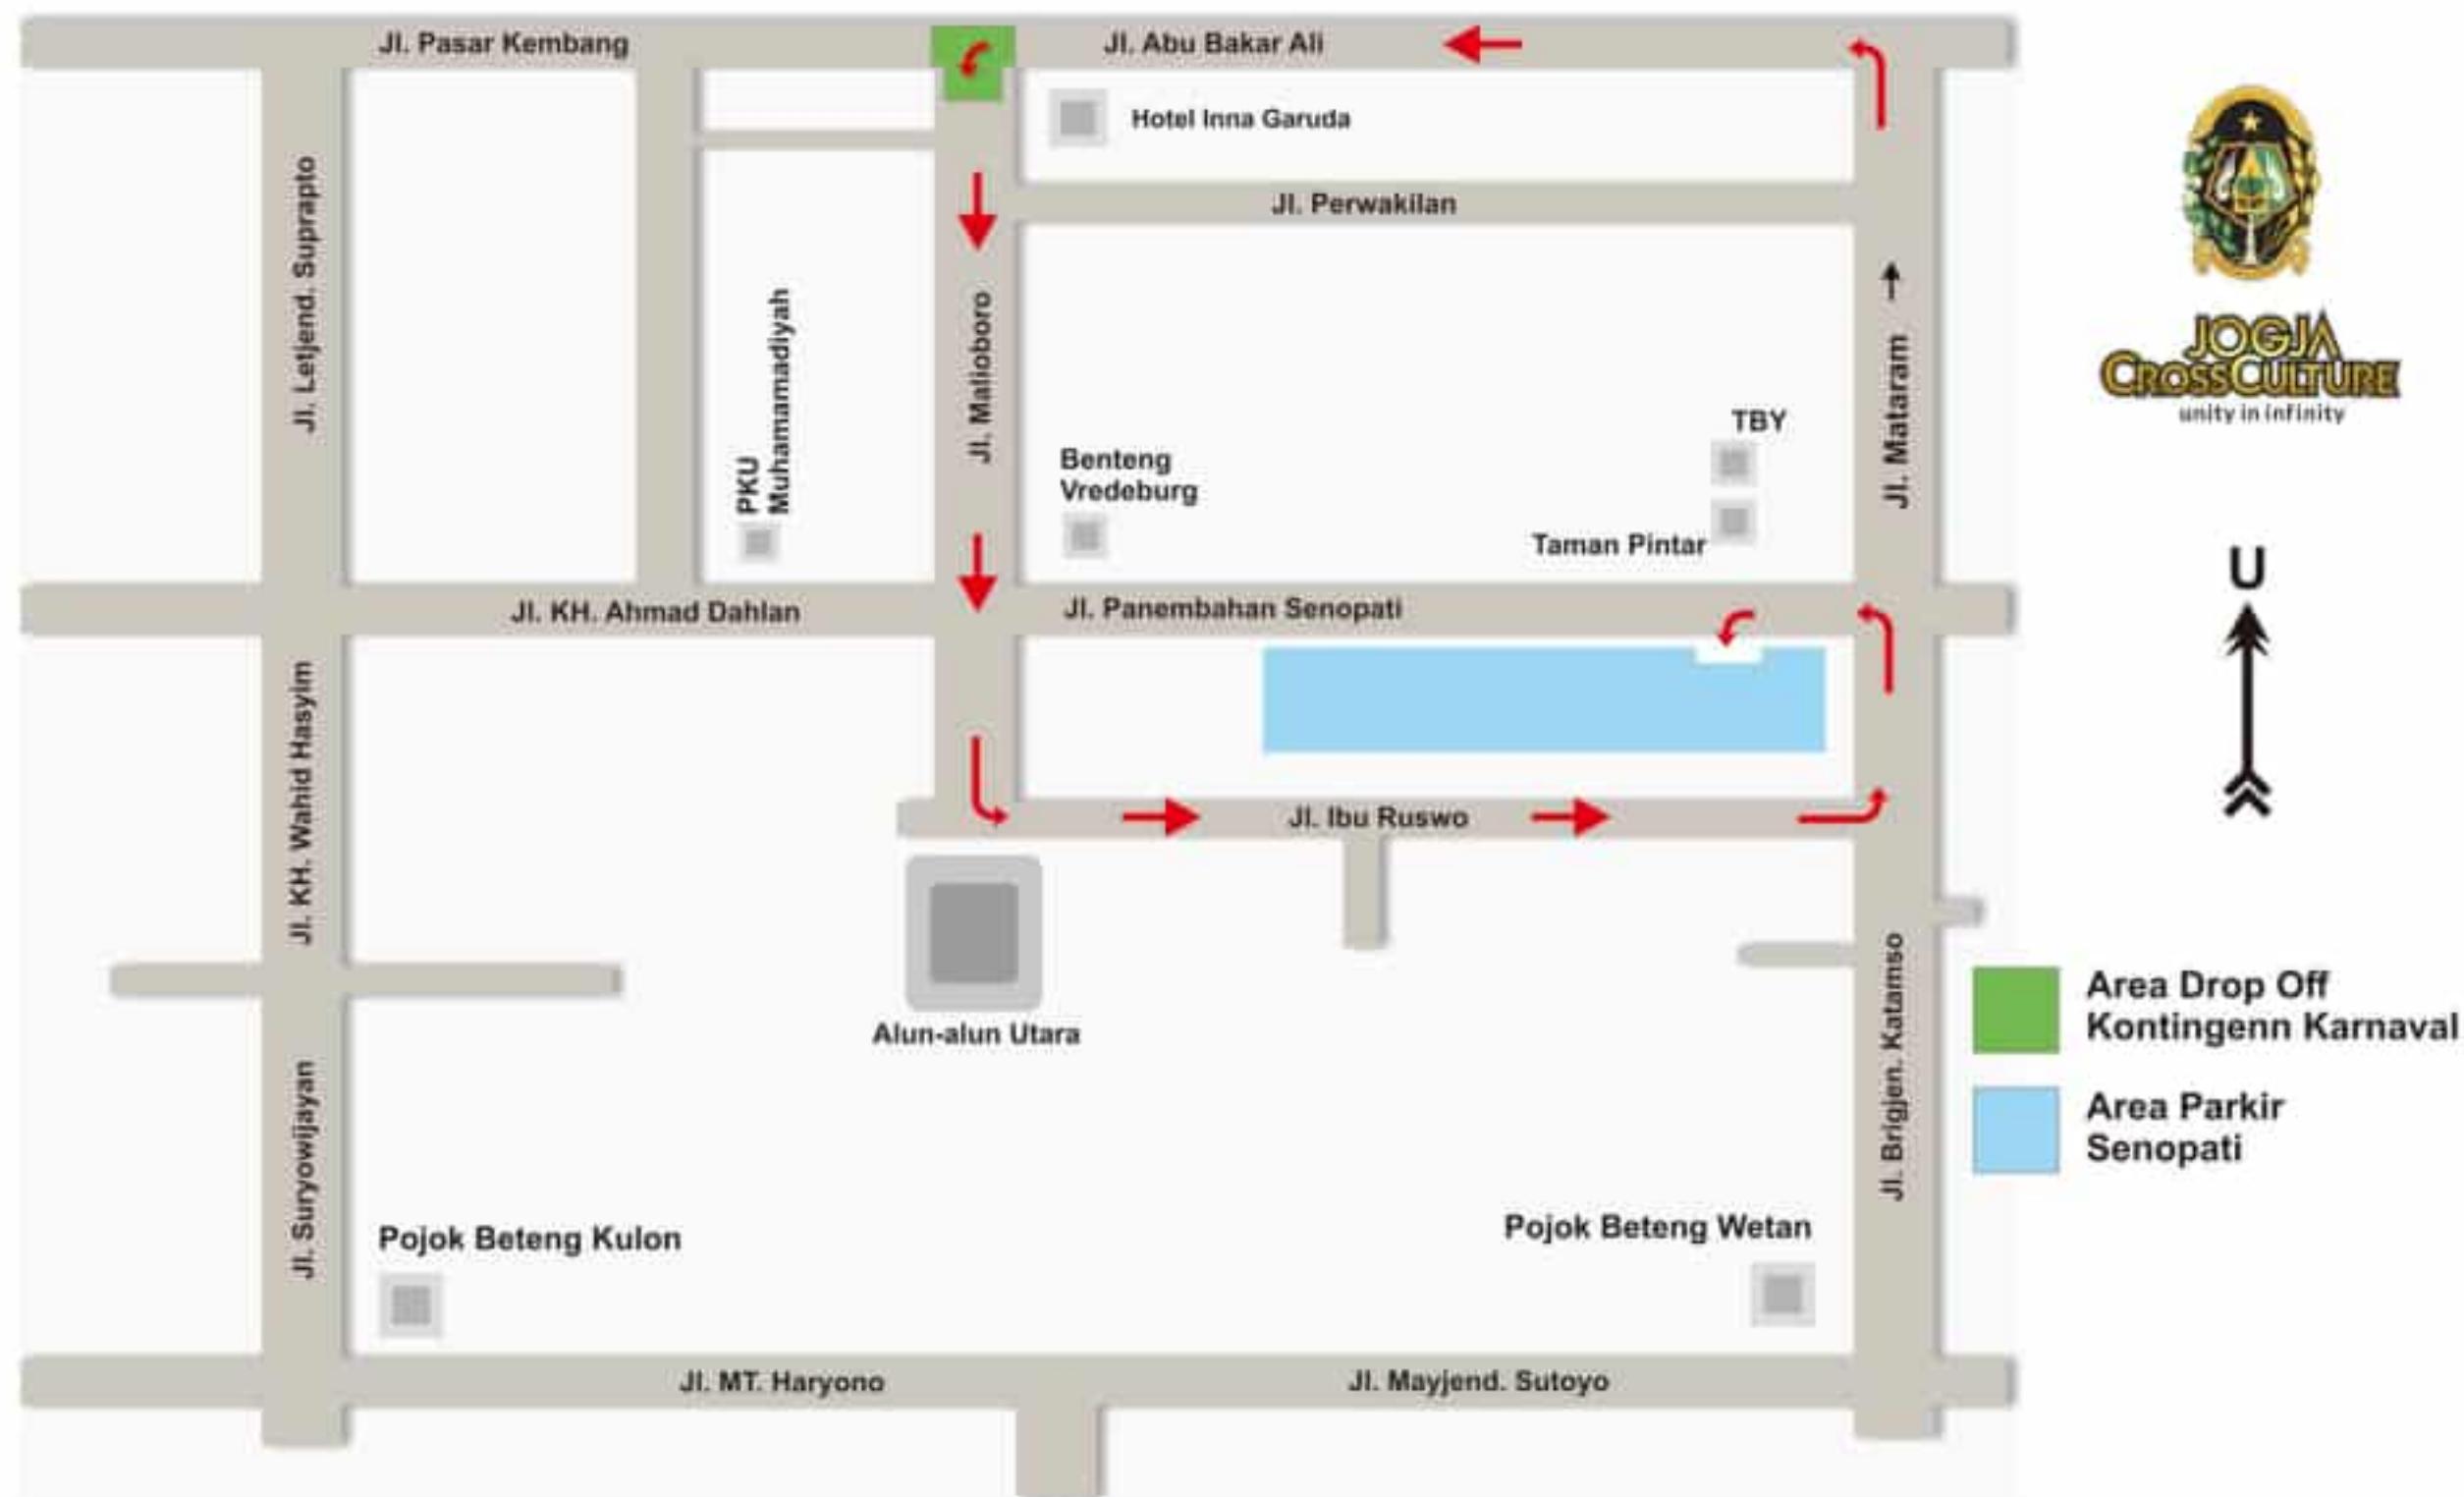 Jl. Pasar Kembang
Jl. Abu Bakar Ali
Hotel Inna Garuda
Jl. Perwakilan
Jl. Letjend. Suprapto
PKU
Muhamamadiyah
Jl. Malioboro
Benteng
Vredeburg
TBY
Taman Pintar
Jl. Mataram
JOGJA
CROSSCULTURE
unity in infinity
U
Jl. KH. Ahmad Dahlan
Jl. Panembahan Senopati
Jl. KH. Wahid Hasyim
Jl. Ibu Ruswo
Alun-alun Utara
Jl. Brigjen. Katamso
Area Drop Off
Kontingenn Karnaval
Area Parkir
Senopati
Jl. Suryowijayan
Pojok Beteng Kulon
Pojok Beteng Wetan
Jl. MT. Haryono
Jl. Mayjend. Sutoyo